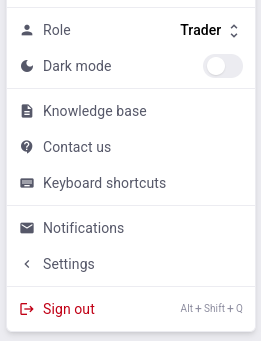 Role Trader
Dark mode
Knowledge base
Contact us
Keyboard shortcuts
Notifications
Settings
Sign out Alt + Shift + Q